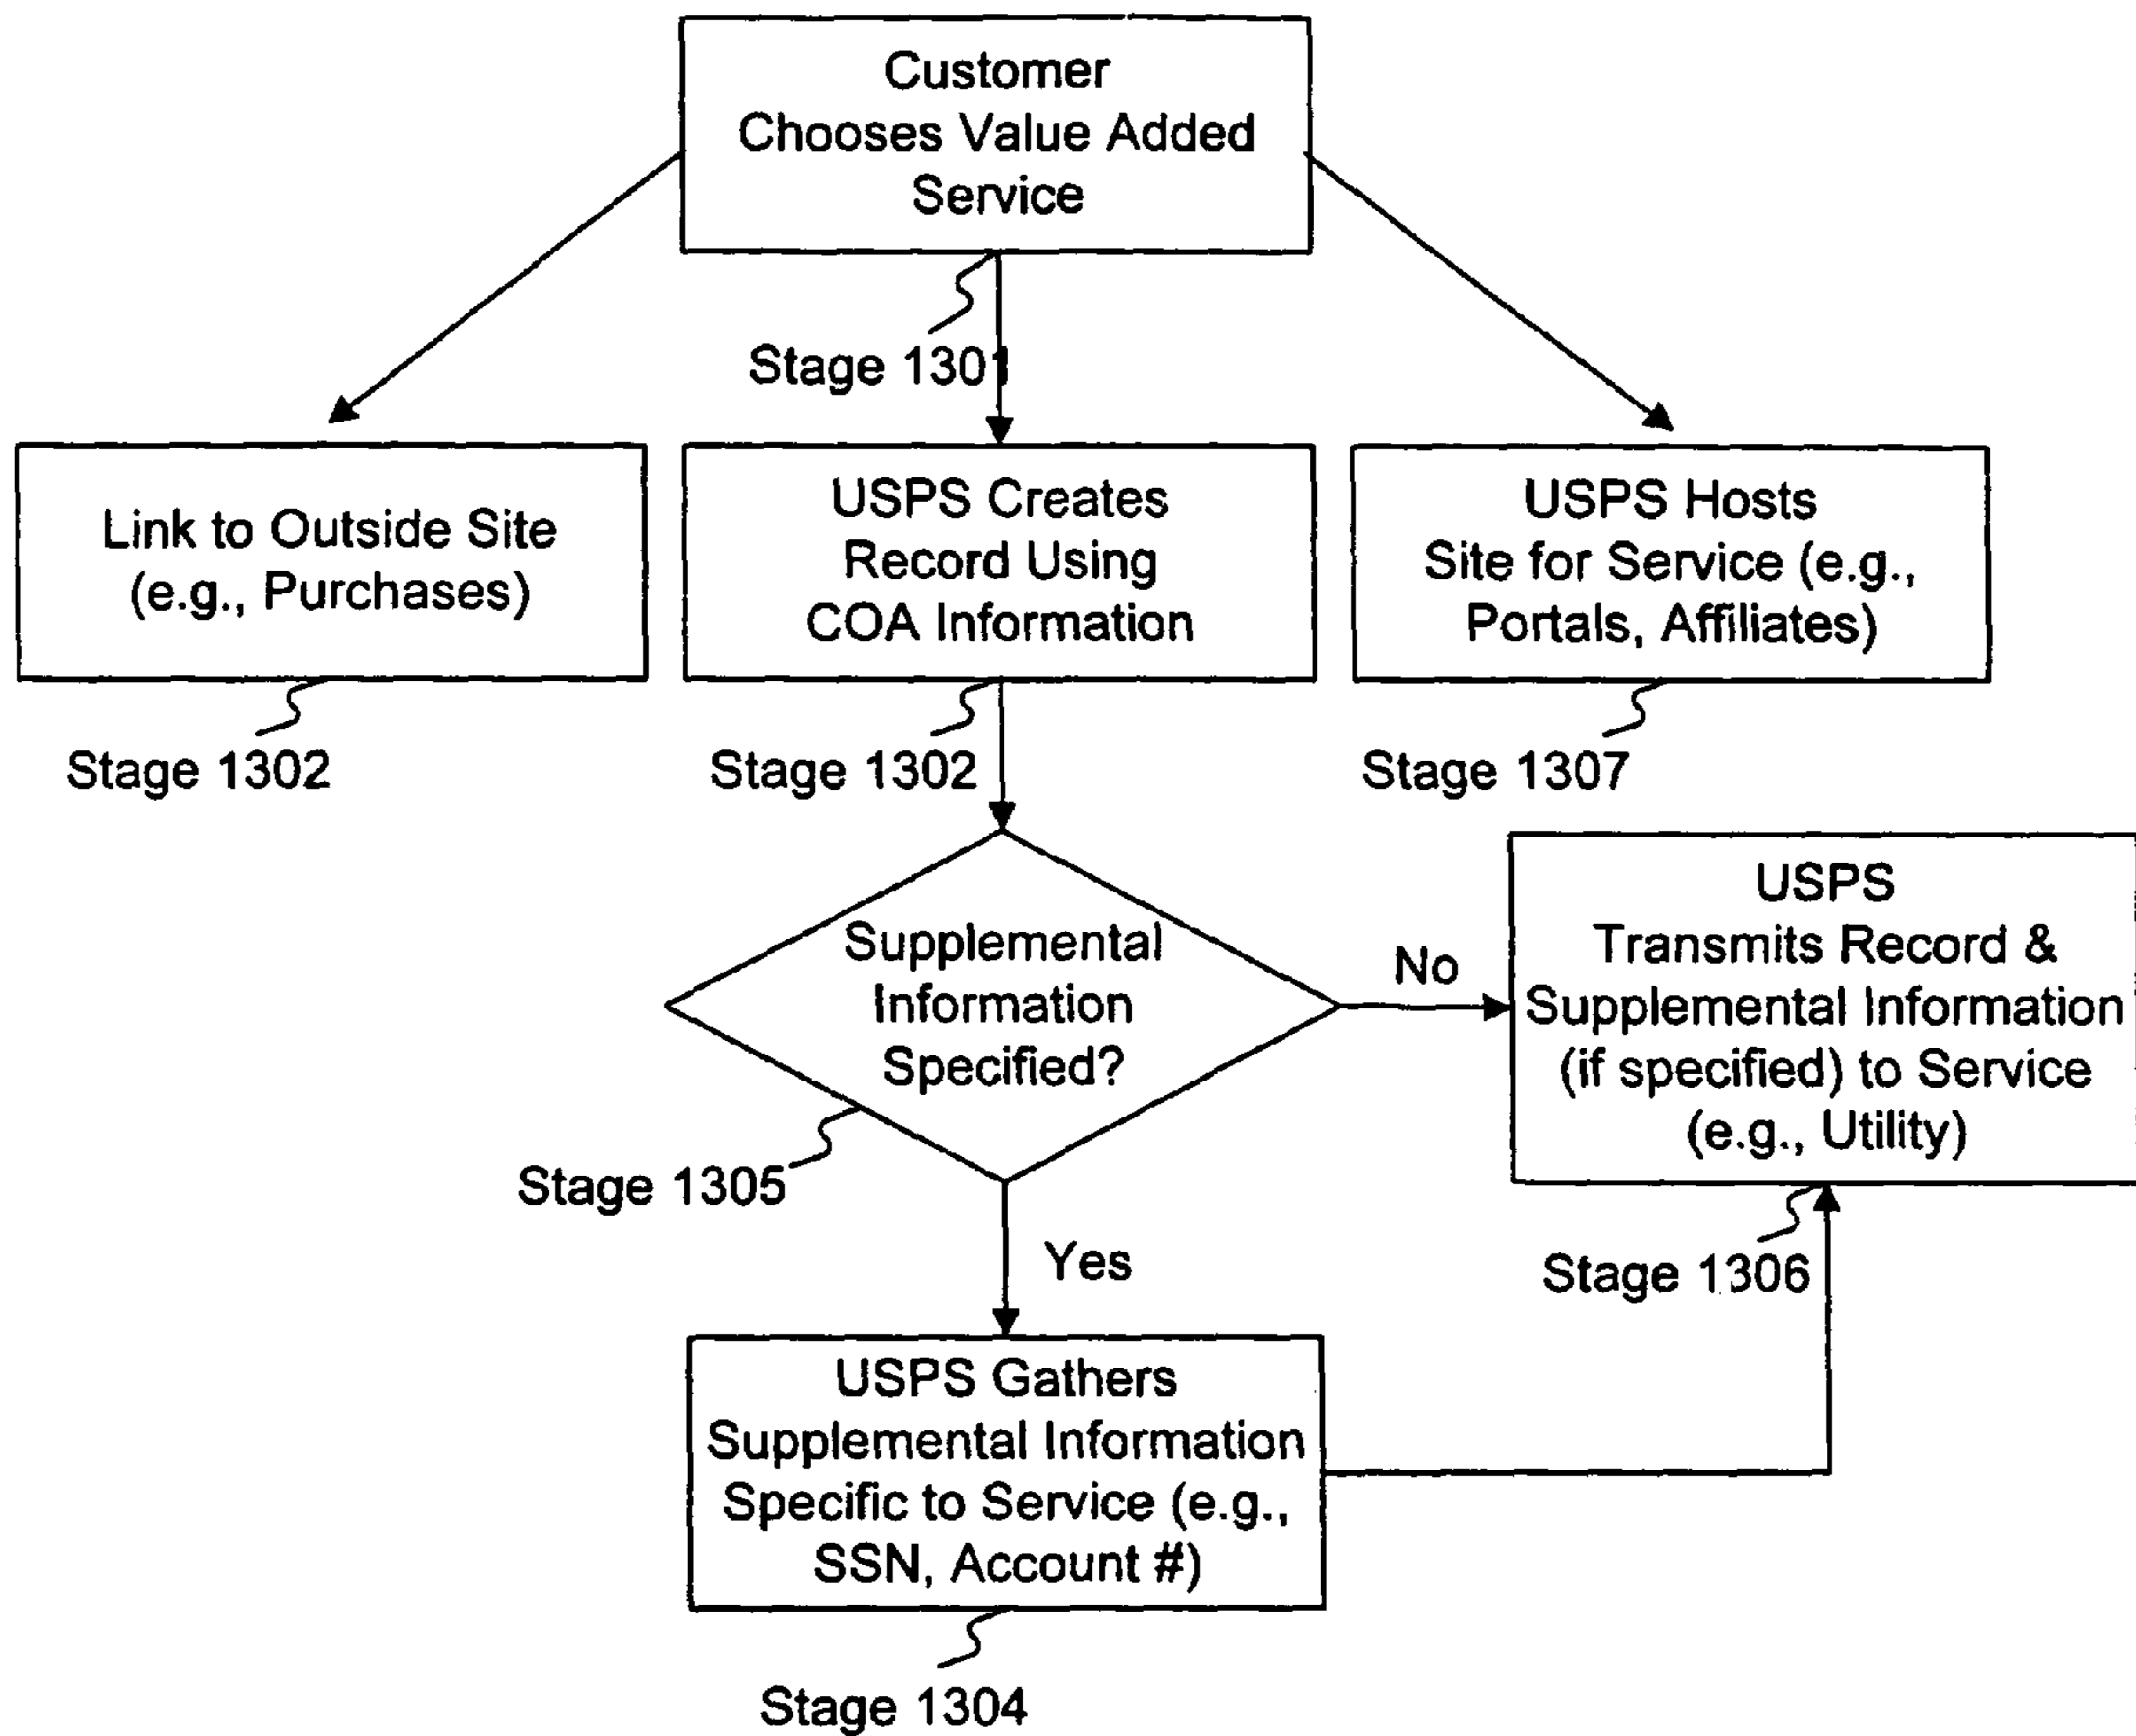 Customer
Chooses Value Added
Service
Stage 1301
Link to Outside Site
(e.g., Purchases)
Stage 1302
USPS Creates
Record Using
COA Information
Stage 1302
USPS Hosts
Site for Service (e.g.,
Portals, Affiliates)
Stage 1307
Supplemental
Information
Specified?
Stage 1305
No
USPS
Transmits Record &
Supplemental Information
(if specified) to Service
(e.g., Utility)
Stage 1306
Yes
USPS Gathers
Supplemental Information
Specific to Service (e.g.,
SSN, Account #)
Stage 1304